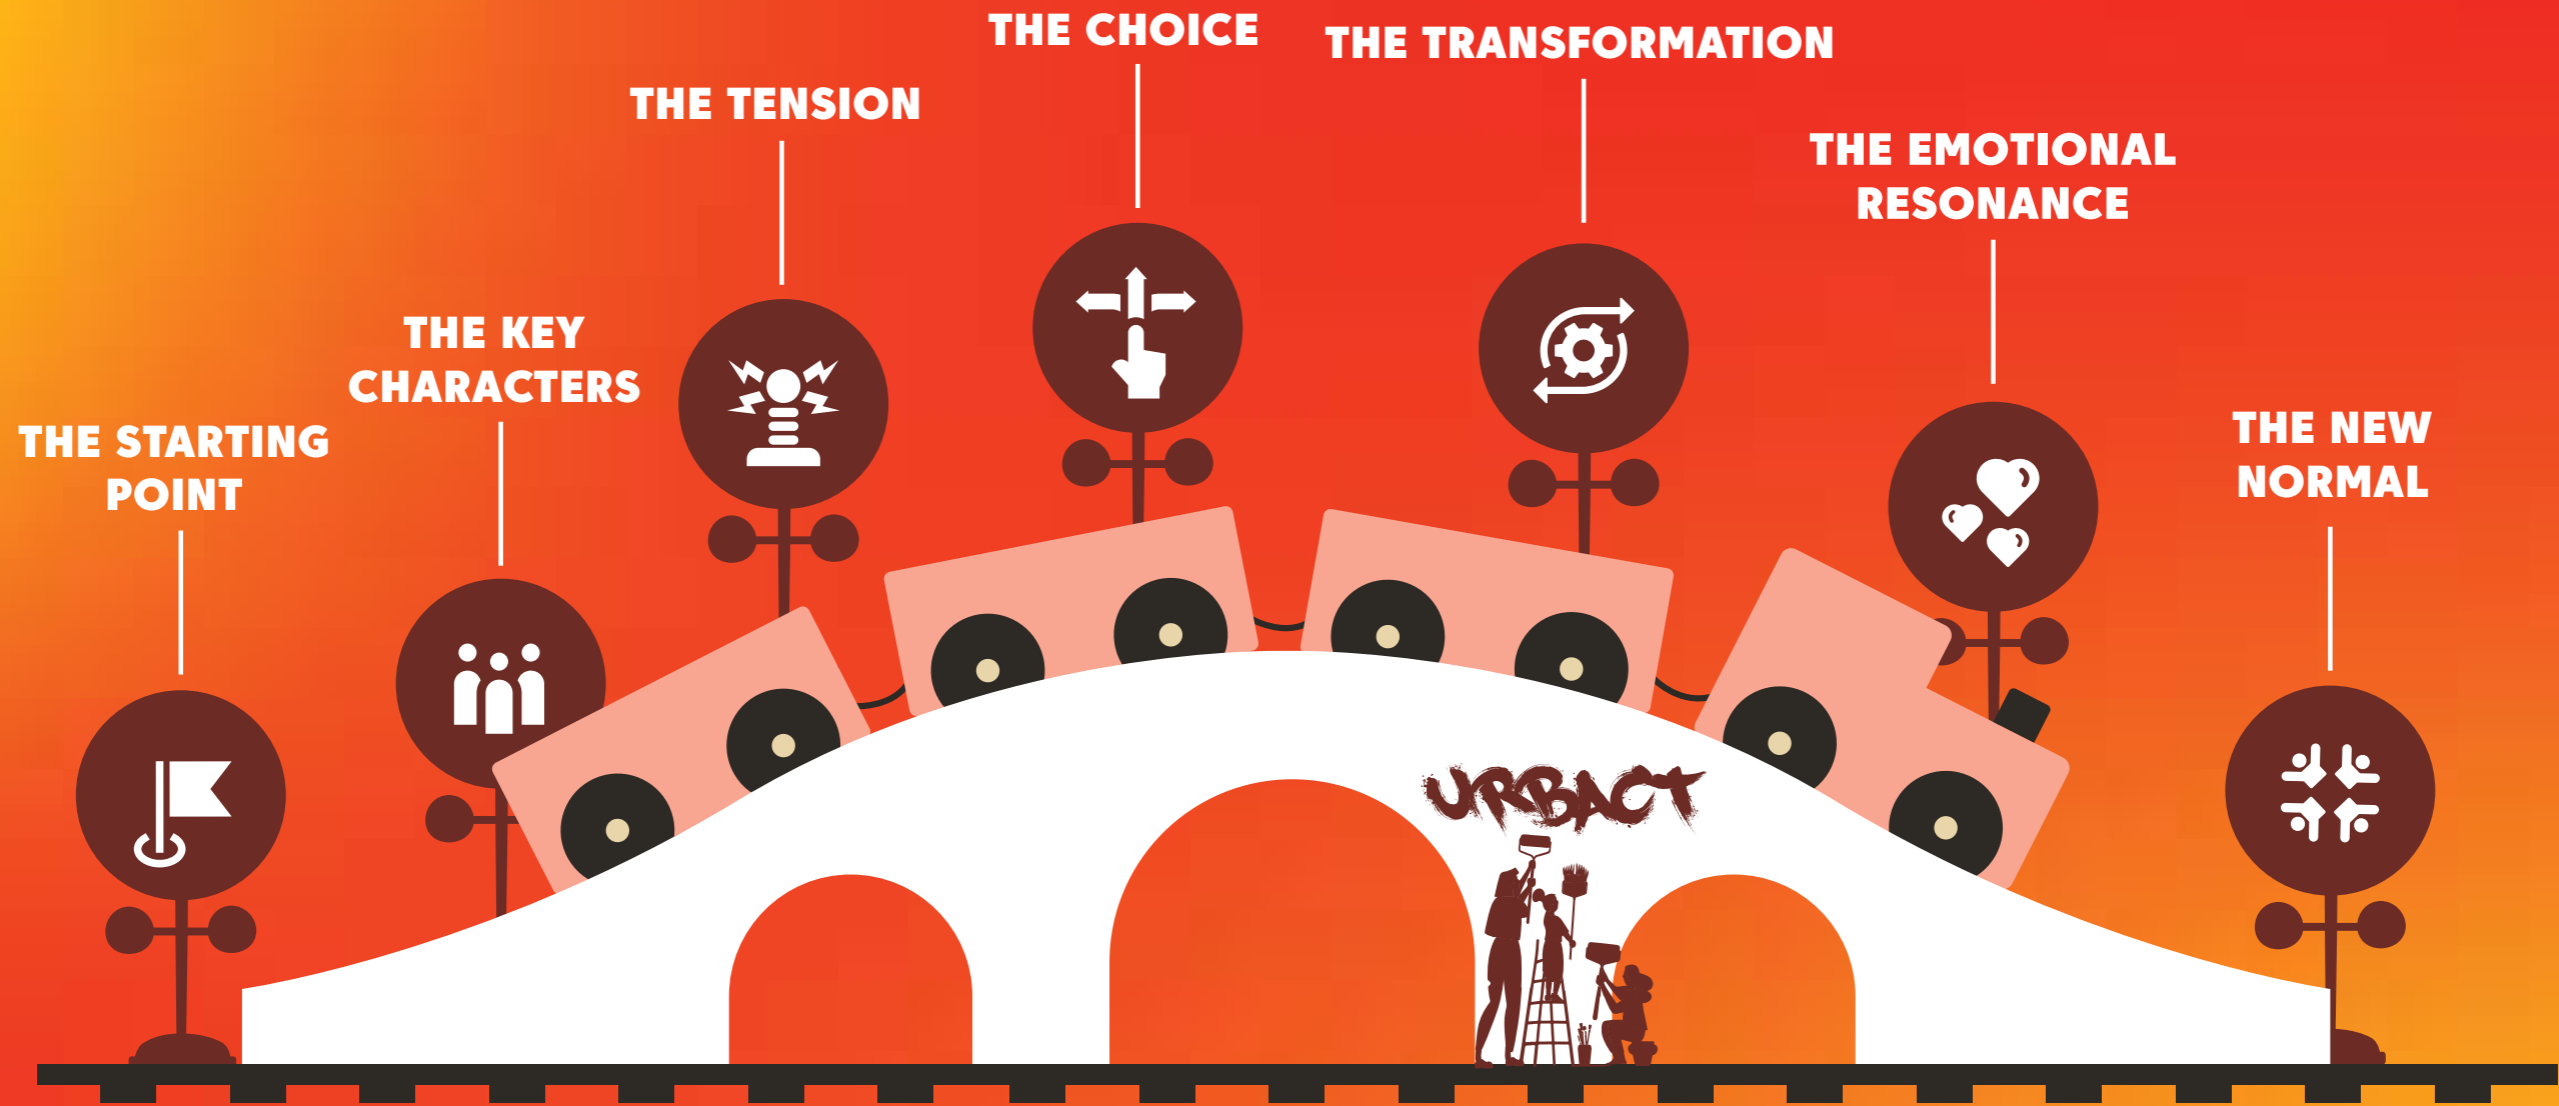 THE STARTING
POINT
THE KEY
CHARACTERS
THE TENSION
THE CHOICE
THE TRANSFORMATION
THE EMOTIONAL
RESONANCE
THE NEW
NORMAL
URBACT